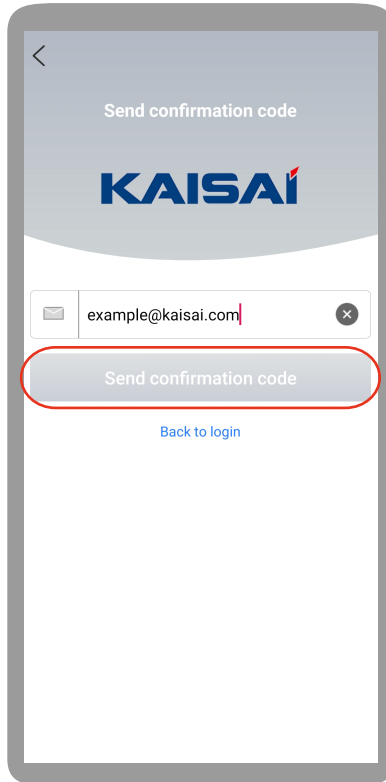 Send confirmation code
KAISAI
example@kaisai.com
Send confirmation code
Back to login